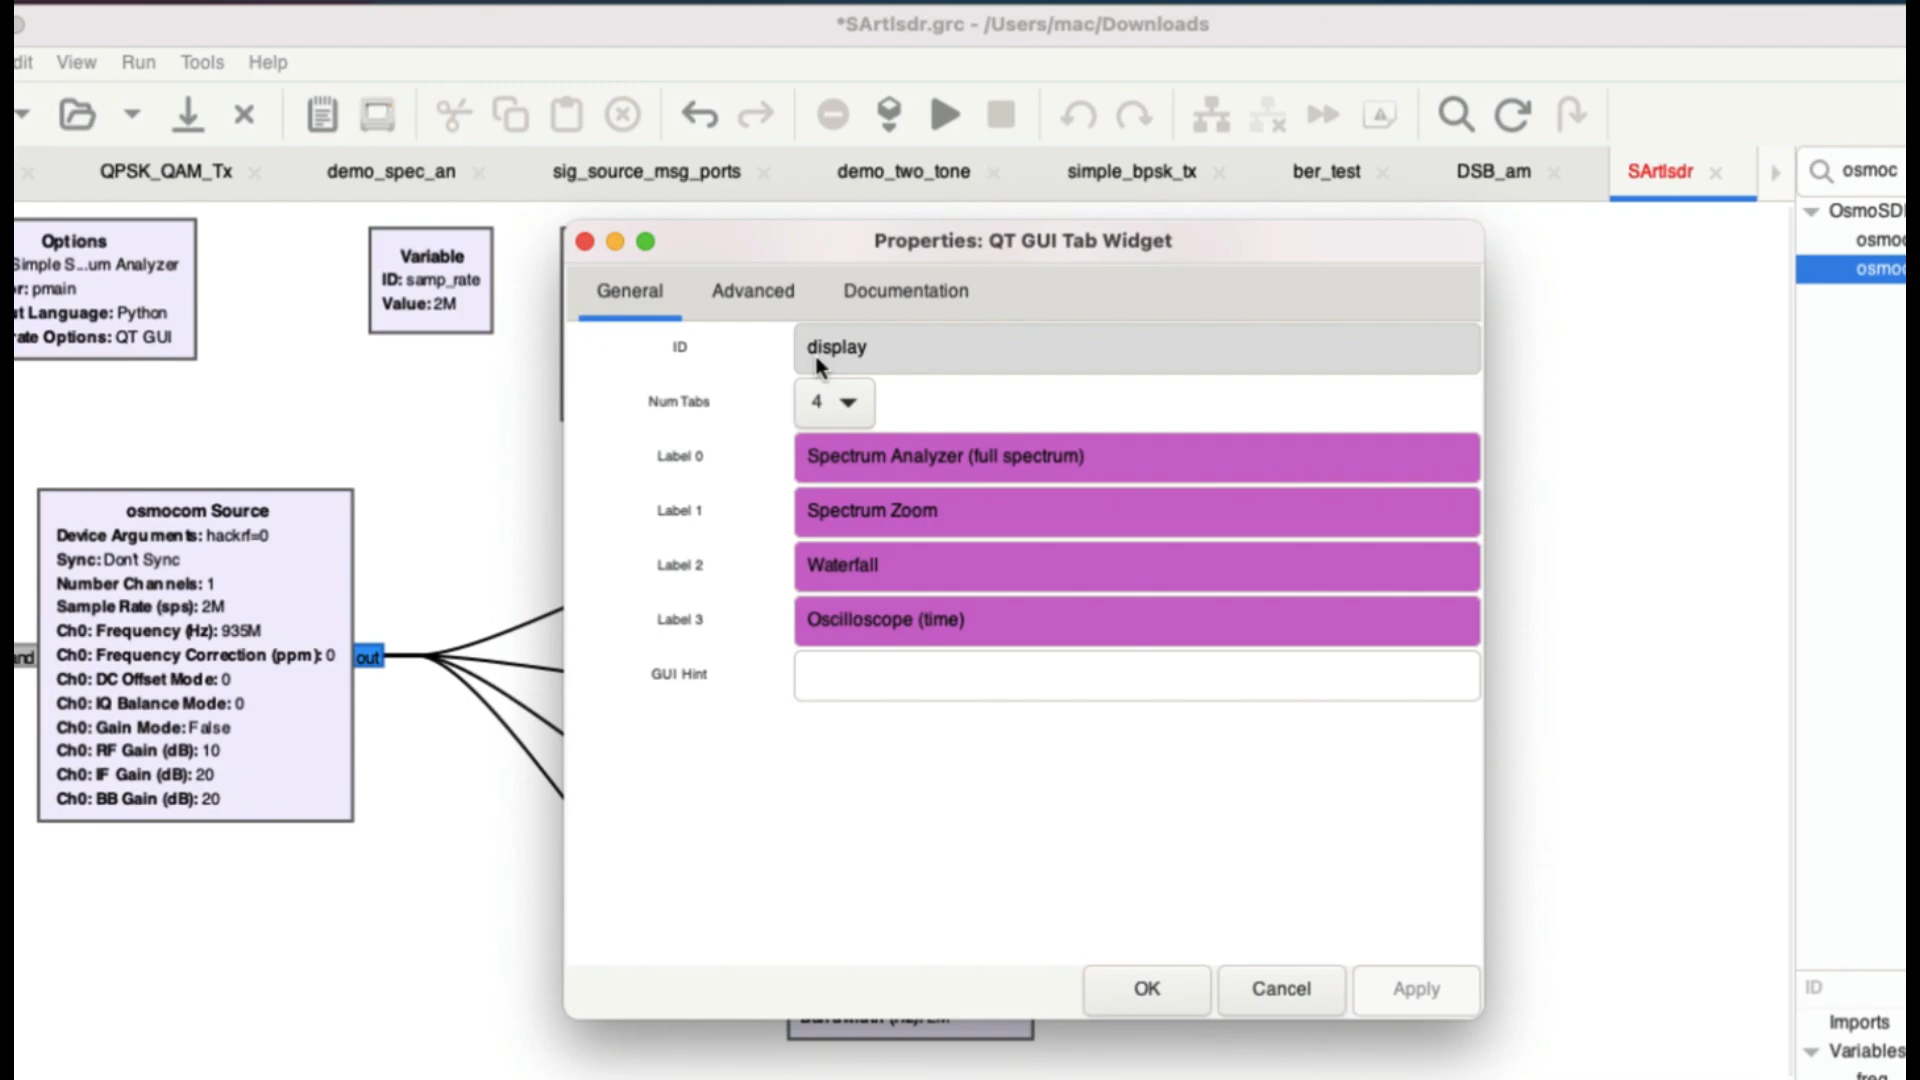 *SArtlsdr.grc - /Users/mac/Downloads
dit View Run Tools Help
QPSK_QAM_Tx demo_spec_an sig_source_msg_ports demo_two_tone simple_bpsk_tx ber_test DSB_am SArtlsdr osmoc
OsmoSD
osmo
osmo
Options
Simple S...um Analyzer
r: pmain
t Language: Python
ate Options: QT GUI
Variable
ID: samp_rate
Value: 2M
Properties: QT GUI Tab Widget
General Advanced Documentation
ID display
Num Tabs 4
Label 0 Spectrum Analyzer (full spectrum)
Label 1 Spectrum Zoom
Label 2 Waterfall
Label 3 Oscilloscope (time)
GUI Hint
osmocom Source
Device Arguments: hackrf=0
Sync: Don't Sync
Number Channels: 1
Sample Rate (sps): 2M
Ch0: Frequency (Hz): 935M
Ch0: Frequency Correction (ppm): 0
Ch0: DC Offset Mode: 0
Ch0: IQ Balance Mode: 0
Ch0: Gain Mode: False
Ch0: RF Gain (dB): 10
Ch0: IF Gain (dB): 20
Ch0: BB Gain (dB): 20
nd
out
OK Cancel Apply
ID
Imports
Variables